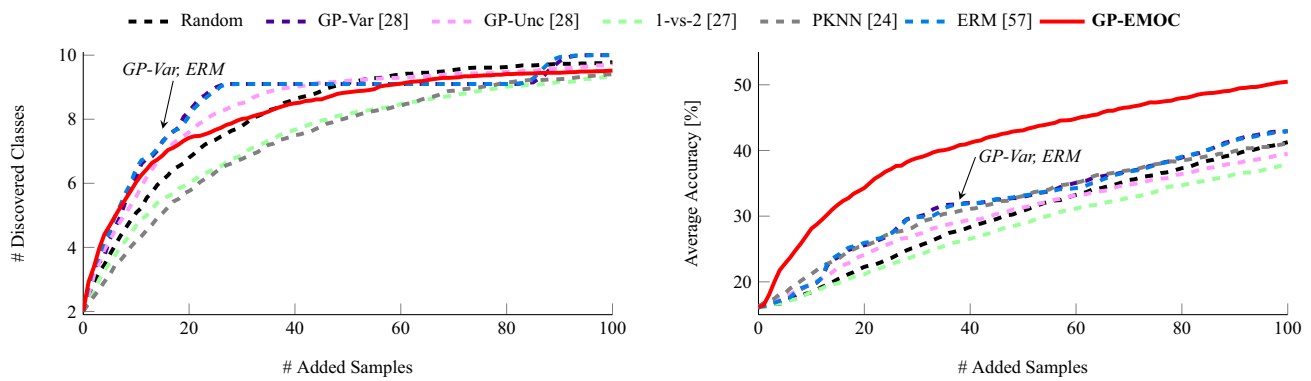 Random GP-Var [28] GP-Unc [28] 1-vs-2 [27] PKNN [24] ERM [57] GP-EMOC
# Discovered Classes
10
8
6
4
2
GP-Var, ERM
0 20 40 60 80 100
# Added Samples
Average Accuracy [%]
50
40
30
20
GP-Var, ERM
0 20 40 60 80 100
# Added Samples